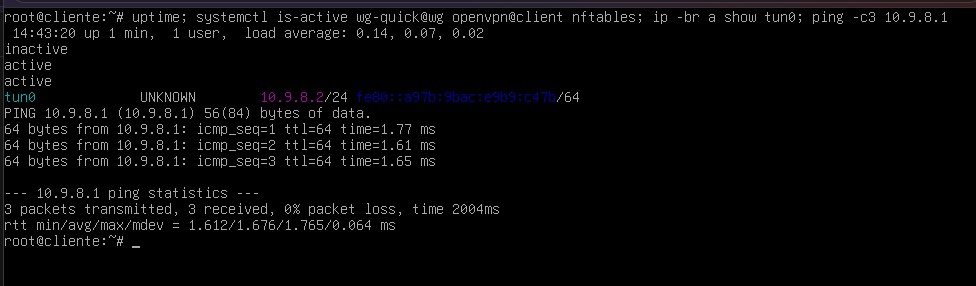 root@cliente:~# uptime; systctl is-active wg-quick@wg openvpn@client nftables; ip -br a show tun0; ping -c3 10.9.8.1
14:43:20 up 1 min,  1 user,  load average: 0.14, 0.07, 0.02
inactive
active
active
tun0             UNKNOWN        10.9.8.2/24 fe80::a97b:9bac:e9b9:c47b/64
PING 10.9.8.1 (10.9.8.1) 56(84) bytes of data.
64 bytes from 10.9.8.1: icmp_seq=1 ttl=64 time=1.77 ms
64 bytes from 10.9.8.1: icmp_seq=2 ttl=64 time=1.61 ms
64 bytes from 10.9.8.1: icmp_seq=3 ttl=64 time=1.65 ms

--- 10.9.8.1 ping statistics ---
3 packets transmitted, 3 received, 0% packet loss, time 2004ms
rtt min/avg/max/mdev = 1.612/1.676/1.765/0.064 ms
root@cliente:~# _